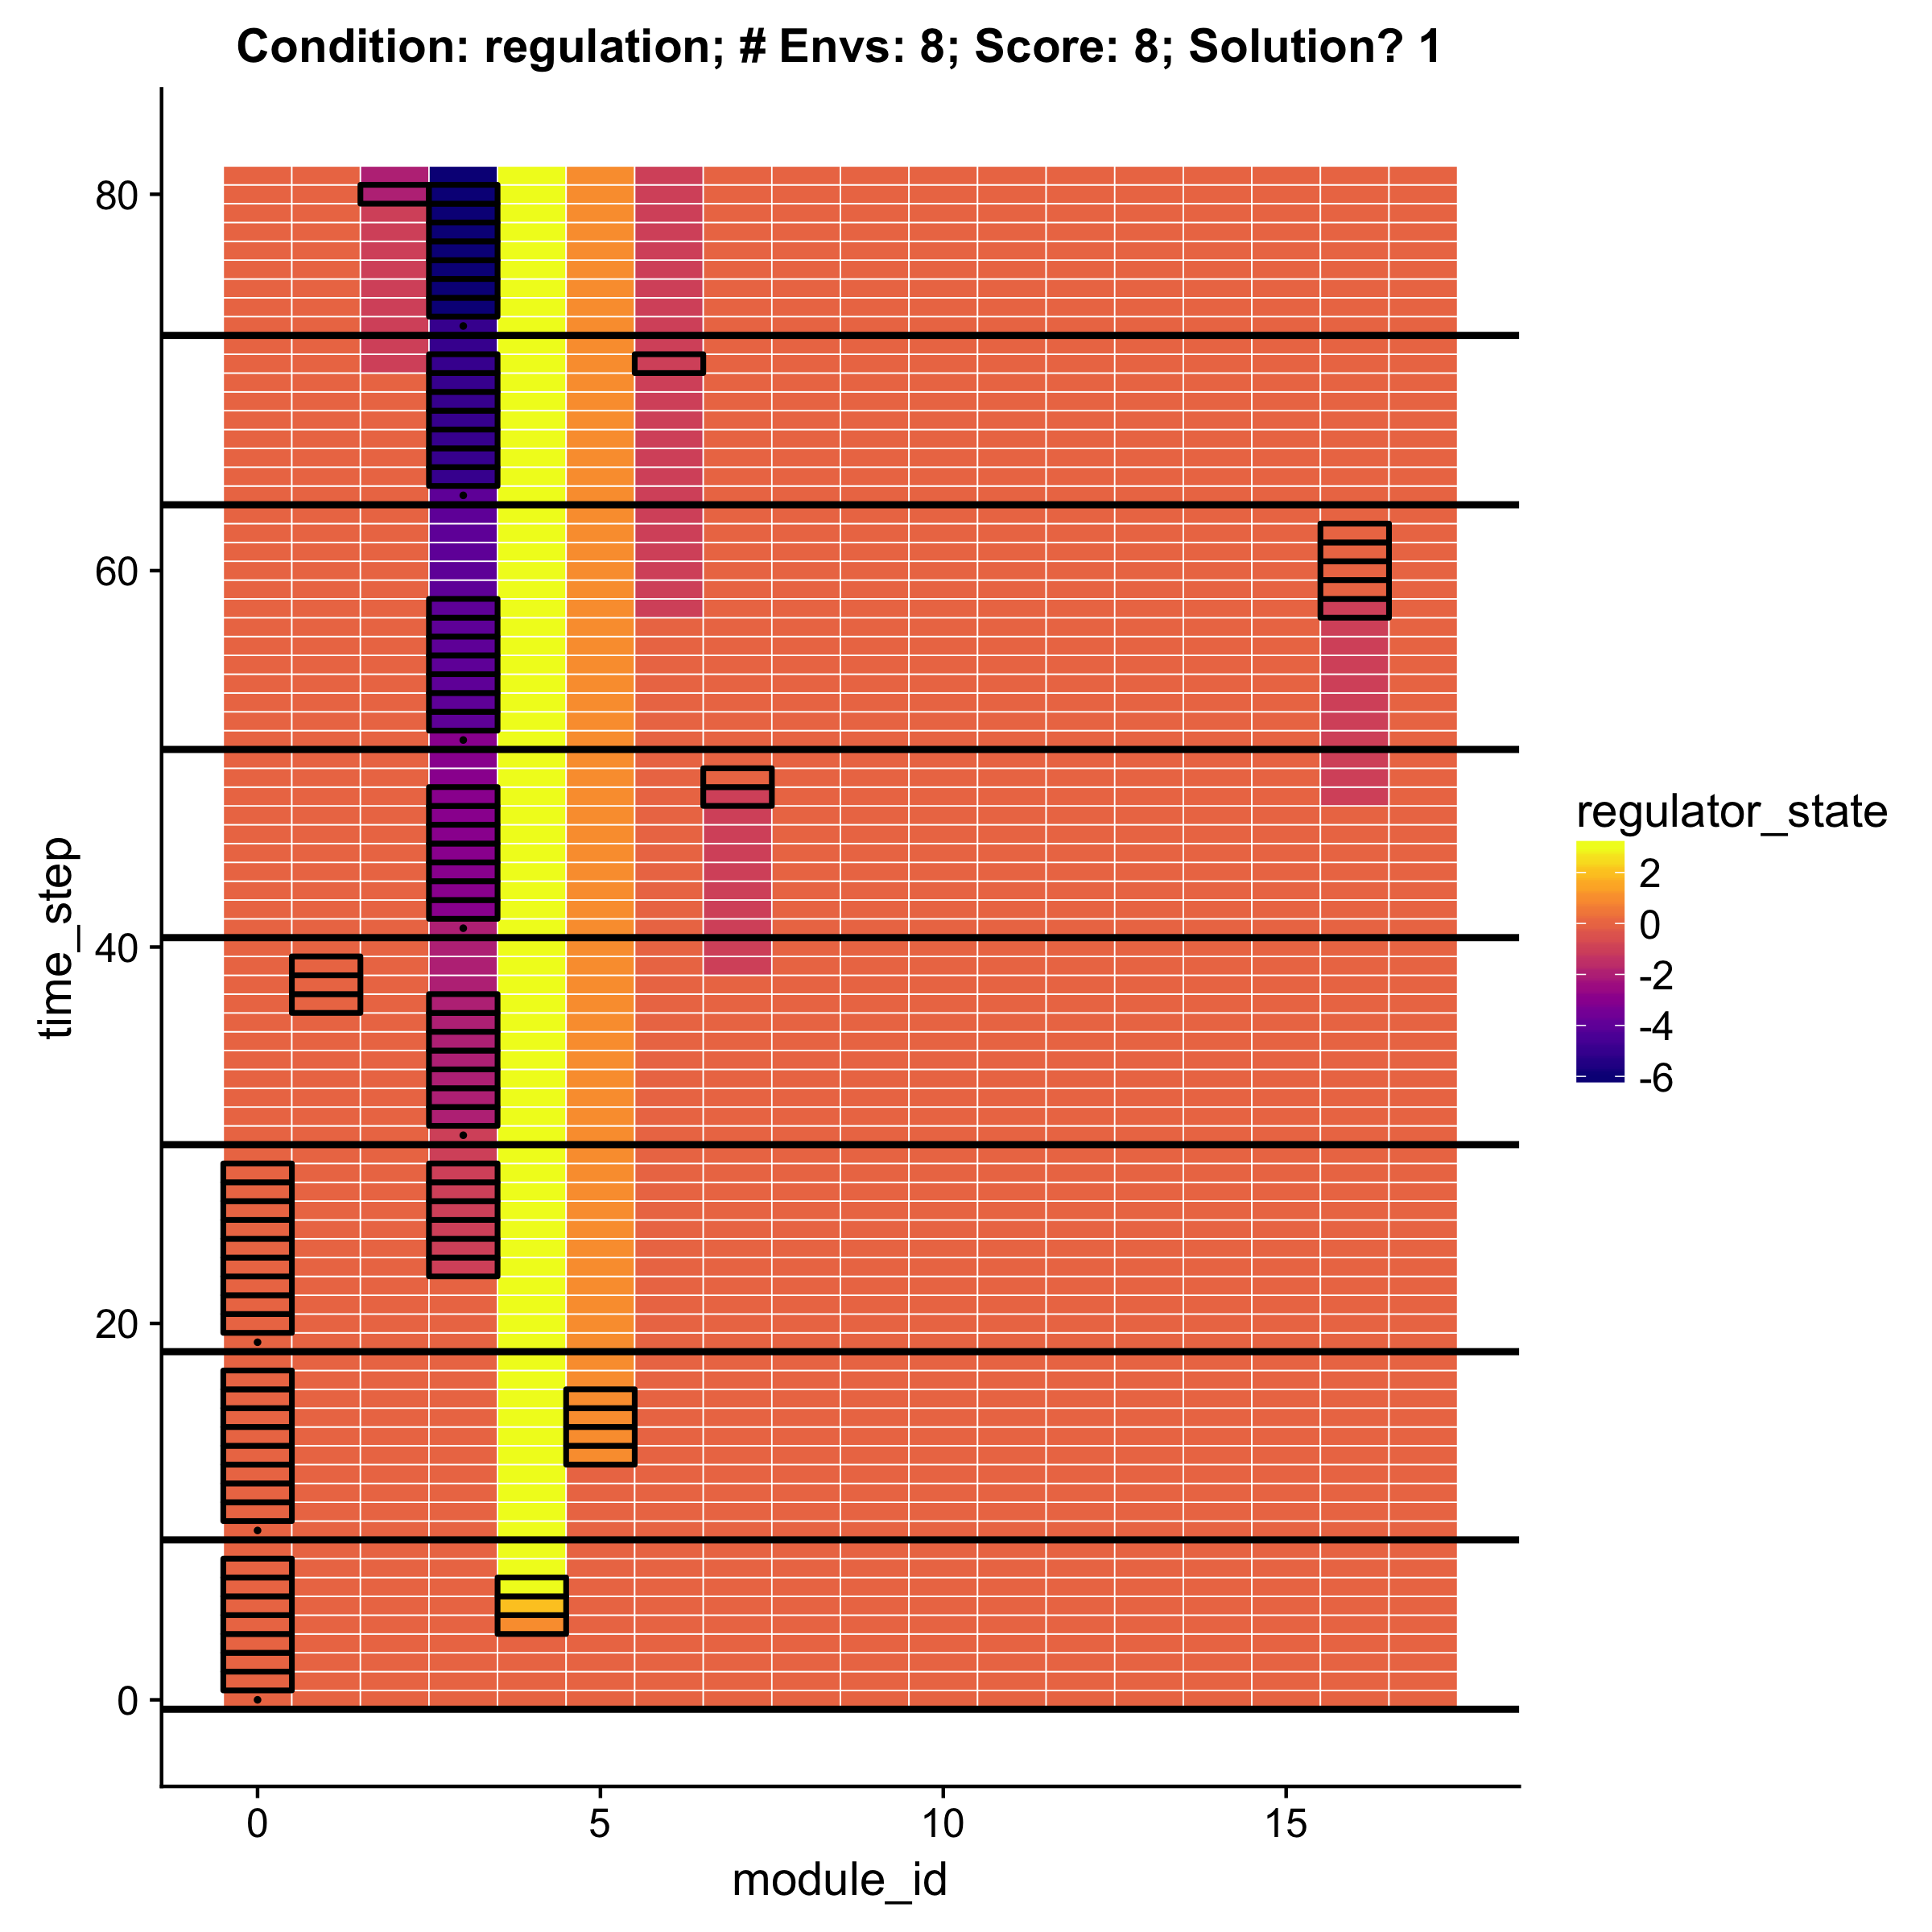 Condition: regulation; # Envs: 8; Score: 8; Solution? 1
80
60
40
20
0
time_step
0 5 10 15
module_id
regulator_state
2
0
-2
-4
-6